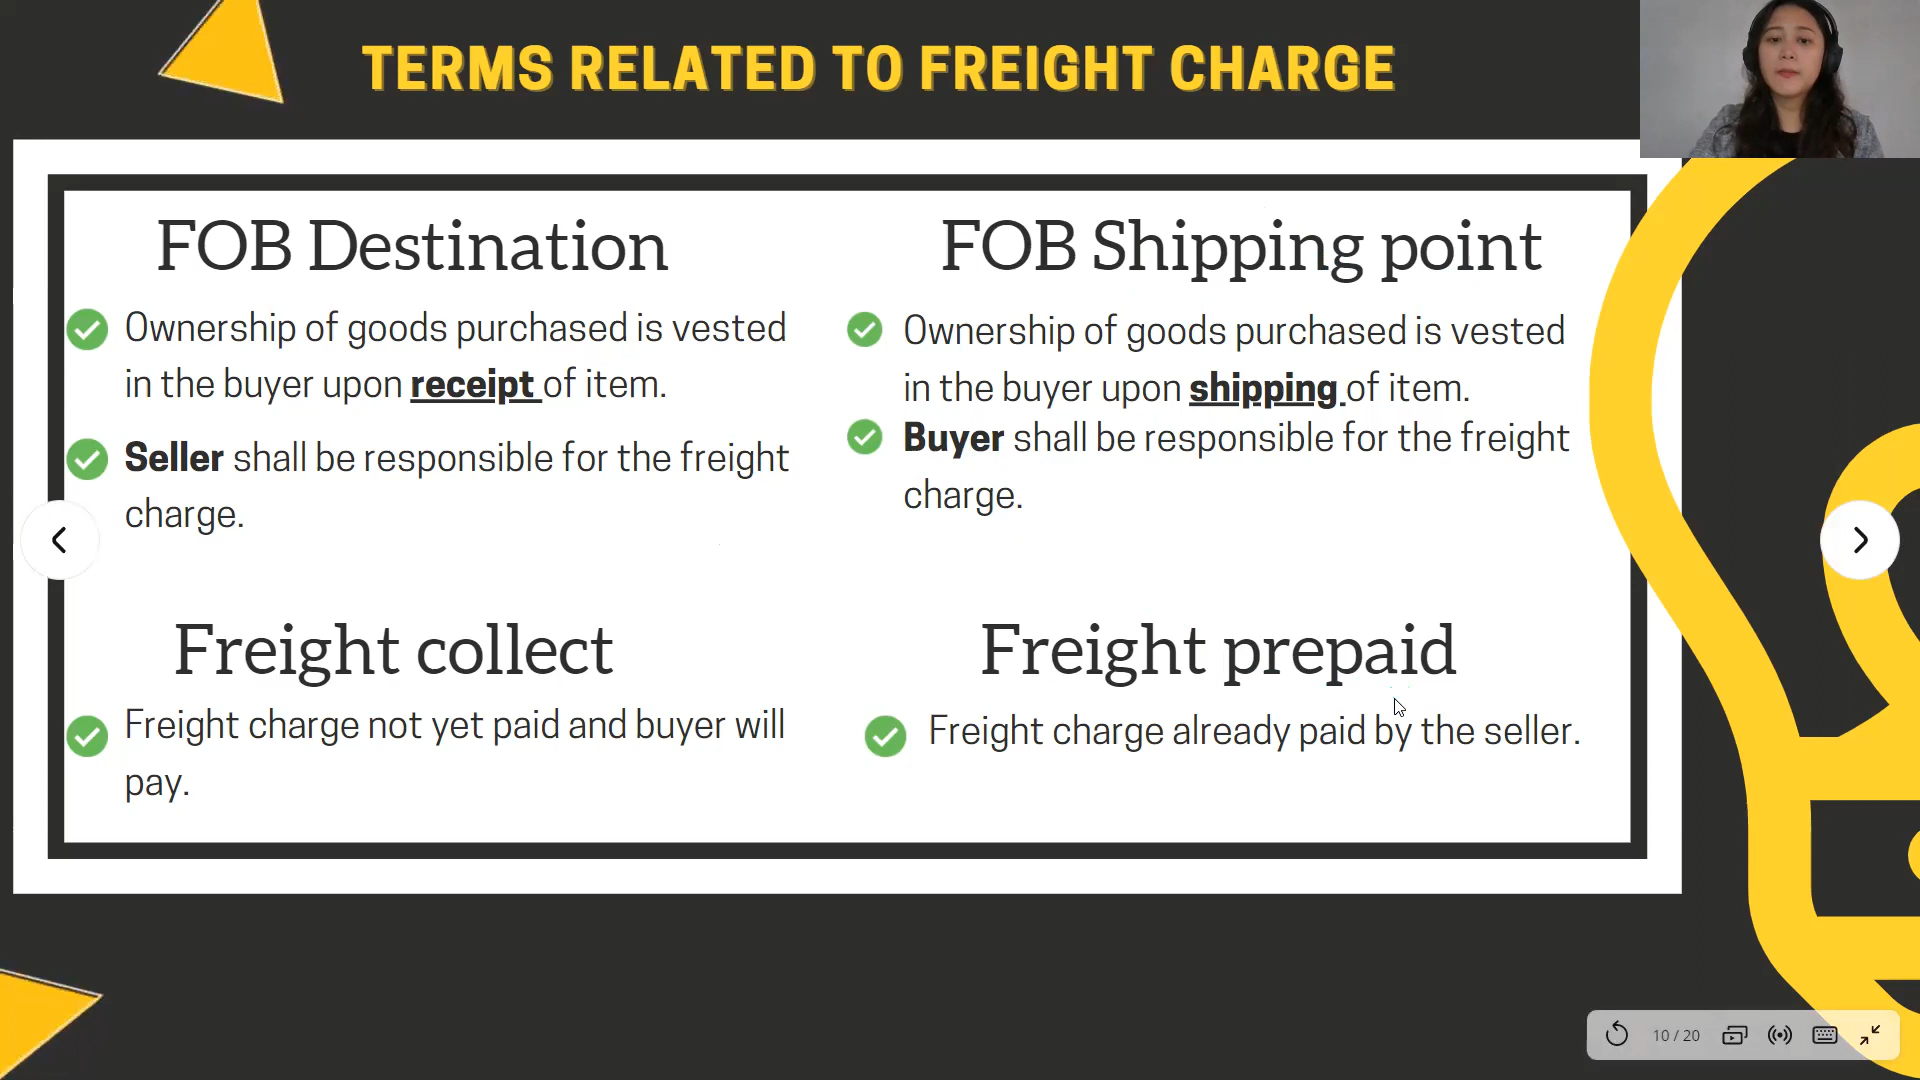 TERMS RELATED TO FREIGHT CHARGE
FOB Destination
Ownership of goods purchased is vested
in the buyer upon receipt of item.
Seller shall be responsible for the freight
charge.
FOB Shipping point
Ownership of goods purchased is vested
in the buyer upon shipping of item.
Buyer shall be responsible for the freight
charge.
Freight collect
Freight charge not yet paid and buyer will
pay.
Freight prepaid
Freight charge already paid by the seller.
10 / 20